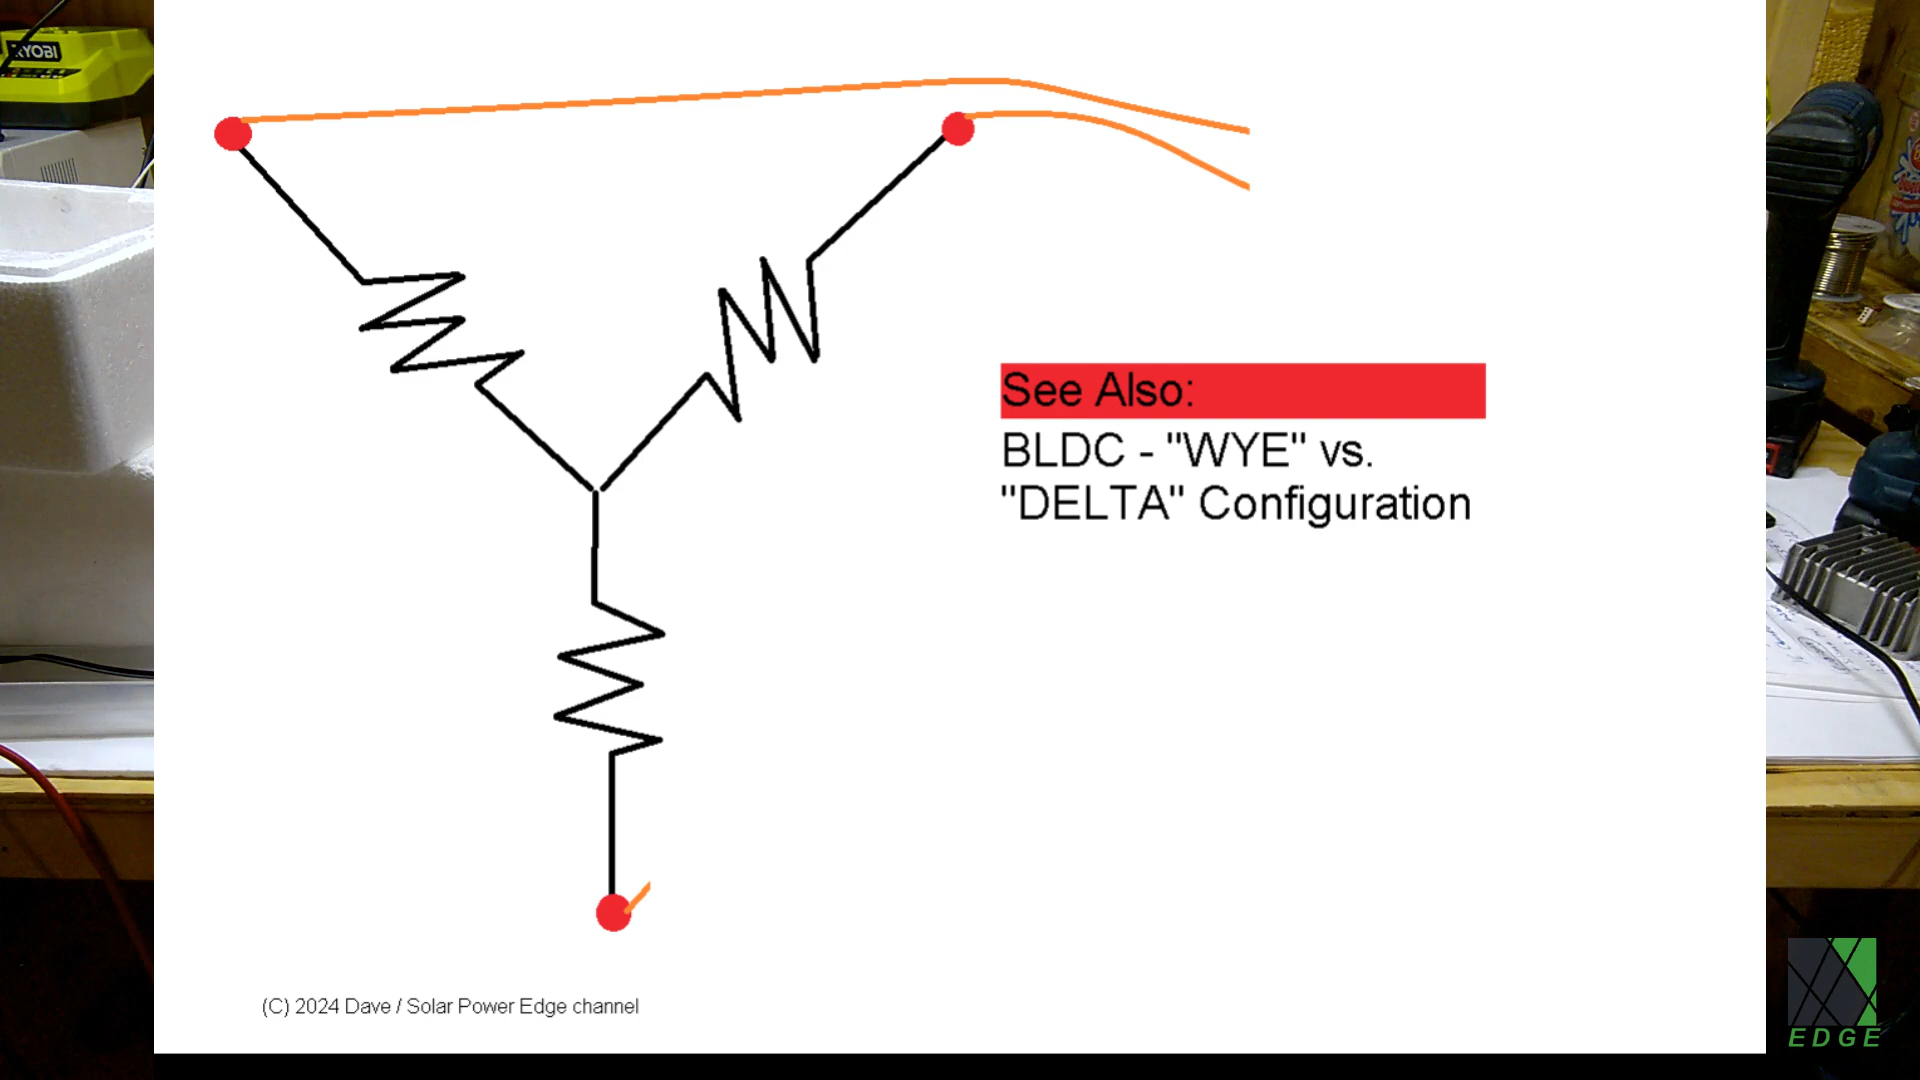 RYOBI
See Also:
BLDC - "WYE" vs.
"DELTA" Configuration
(C) 2024 Dave / Solar Power Edge channel
EDGE